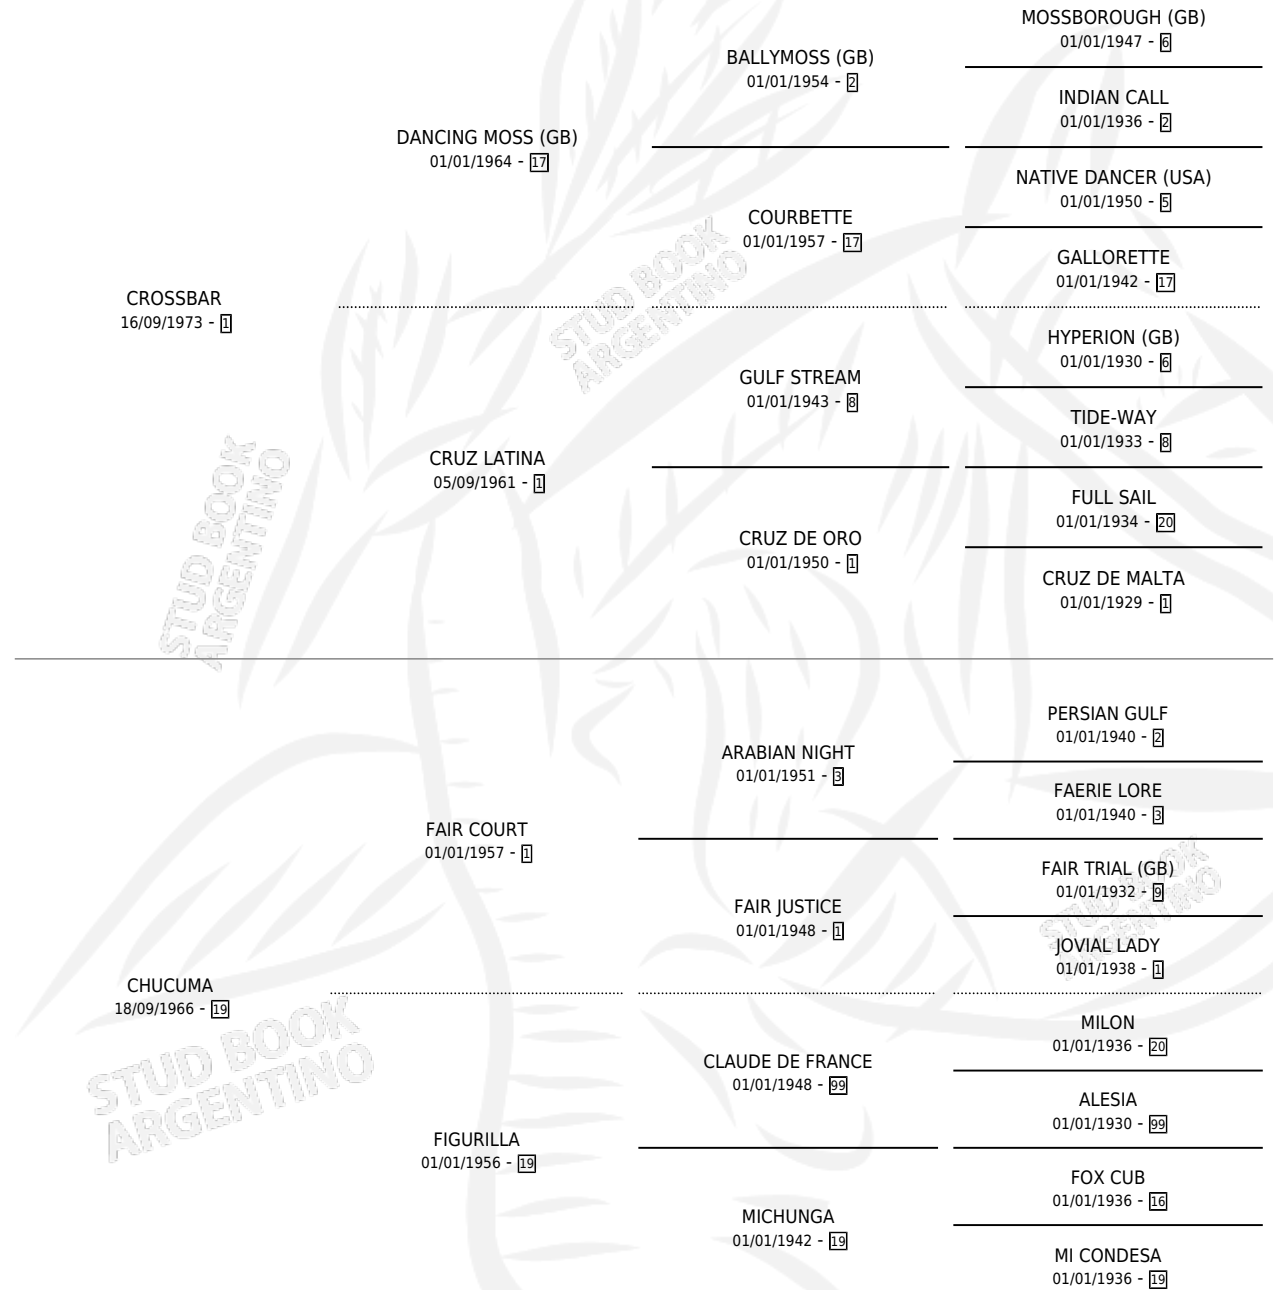 MOSSBOROUGH (GB)
01/01/1947 - 6
BALLYMOSS (GB)
01/01/1954 - 2
INDIAN CALL
01/01/1936 - 2
DANCING MOSS (GB)
01/01/1964 - 17
NATIVE DANCER (USA)
01/01/1950 - 5
COURBETTE
01/01/1957 - 17
GALLORETTE
01/01/1942 - 17
CROSSBAR
16/09/1973 - 1
HYPERION (GB)
01/01/1930 - 6
GULF STREAM
01/01/1943 - 8
TIDE-WAY
01/01/1933 - 8
CRUZ LATINA
05/09/1961 - 1
FULL SAIL
01/01/1934 - 20
CRUZ DE ORO
01/01/1950 - 1
CRUZ DE MALTA
01/01/1929 - 1
PERSIAN GULF
01/01/1940 - 2
ARABIAN NIGHT
01/01/1951 - 3
FAERIE LORE
01/01/1940 - 3
FAIR COURT
01/01/1957 - 1
FAIR TRIAL (GB)
01/01/1932 - 9
FAIR JUSTICE
01/01/1948 - 1
JOVIAL LADY
01/01/1938 - 1
CHUCUMA
18/09/1966 - 19
MILON
01/01/1936 - 20
CLAUDE DE FRANCE
01/01/1948 - 99
ALESIA
01/01/1930 - 99
FIGURILLA
01/01/1956 - 19
FOX CUB
01/01/1936 - 16
MICHUNGA
01/01/1942 - 19
MI CONDESA
01/01/1936 - 19
STUD BOOK
ARGENTINO
STUD BOOK
ARGENTINO
STUD BOOK
ARGENTINO
STUD BOOK
ARGENTINO